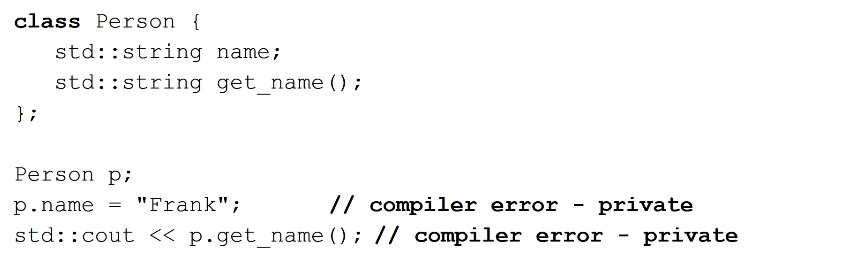 class Person {
   std::string name;
   std::string get_name();
};

Person p;
p.name = "Frank";      // compiler error - private
std::cout << p.get_name(); // compiler error - private